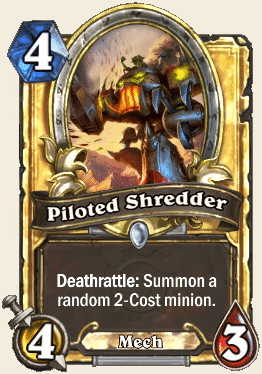 4
Piloted Shredder
Deathrattle: Summon a
random 2-Cost minion.
4
Mech
3